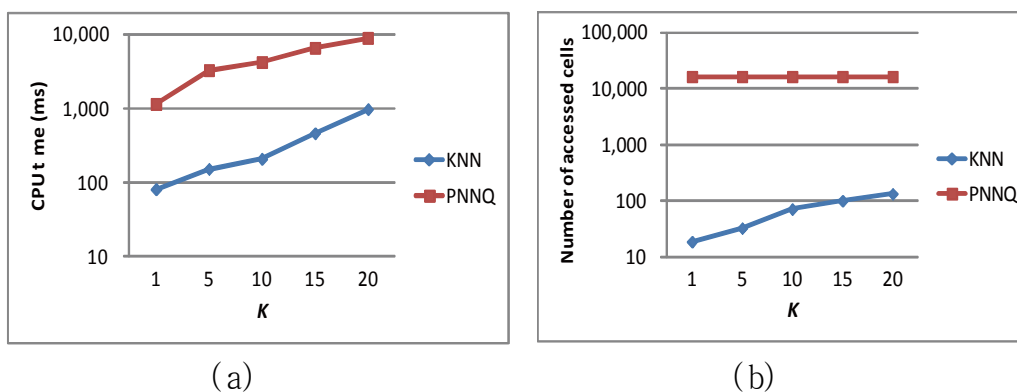 10,000
1,000
100
10
CPU t me (ms)
1 5 10 15 20
K
KNN
PNNQ
(a)
100,000
10,000
1,000
100
10
Number of accessed cells
1 5 10 15 20
K
KNN
PNNQ
(b)